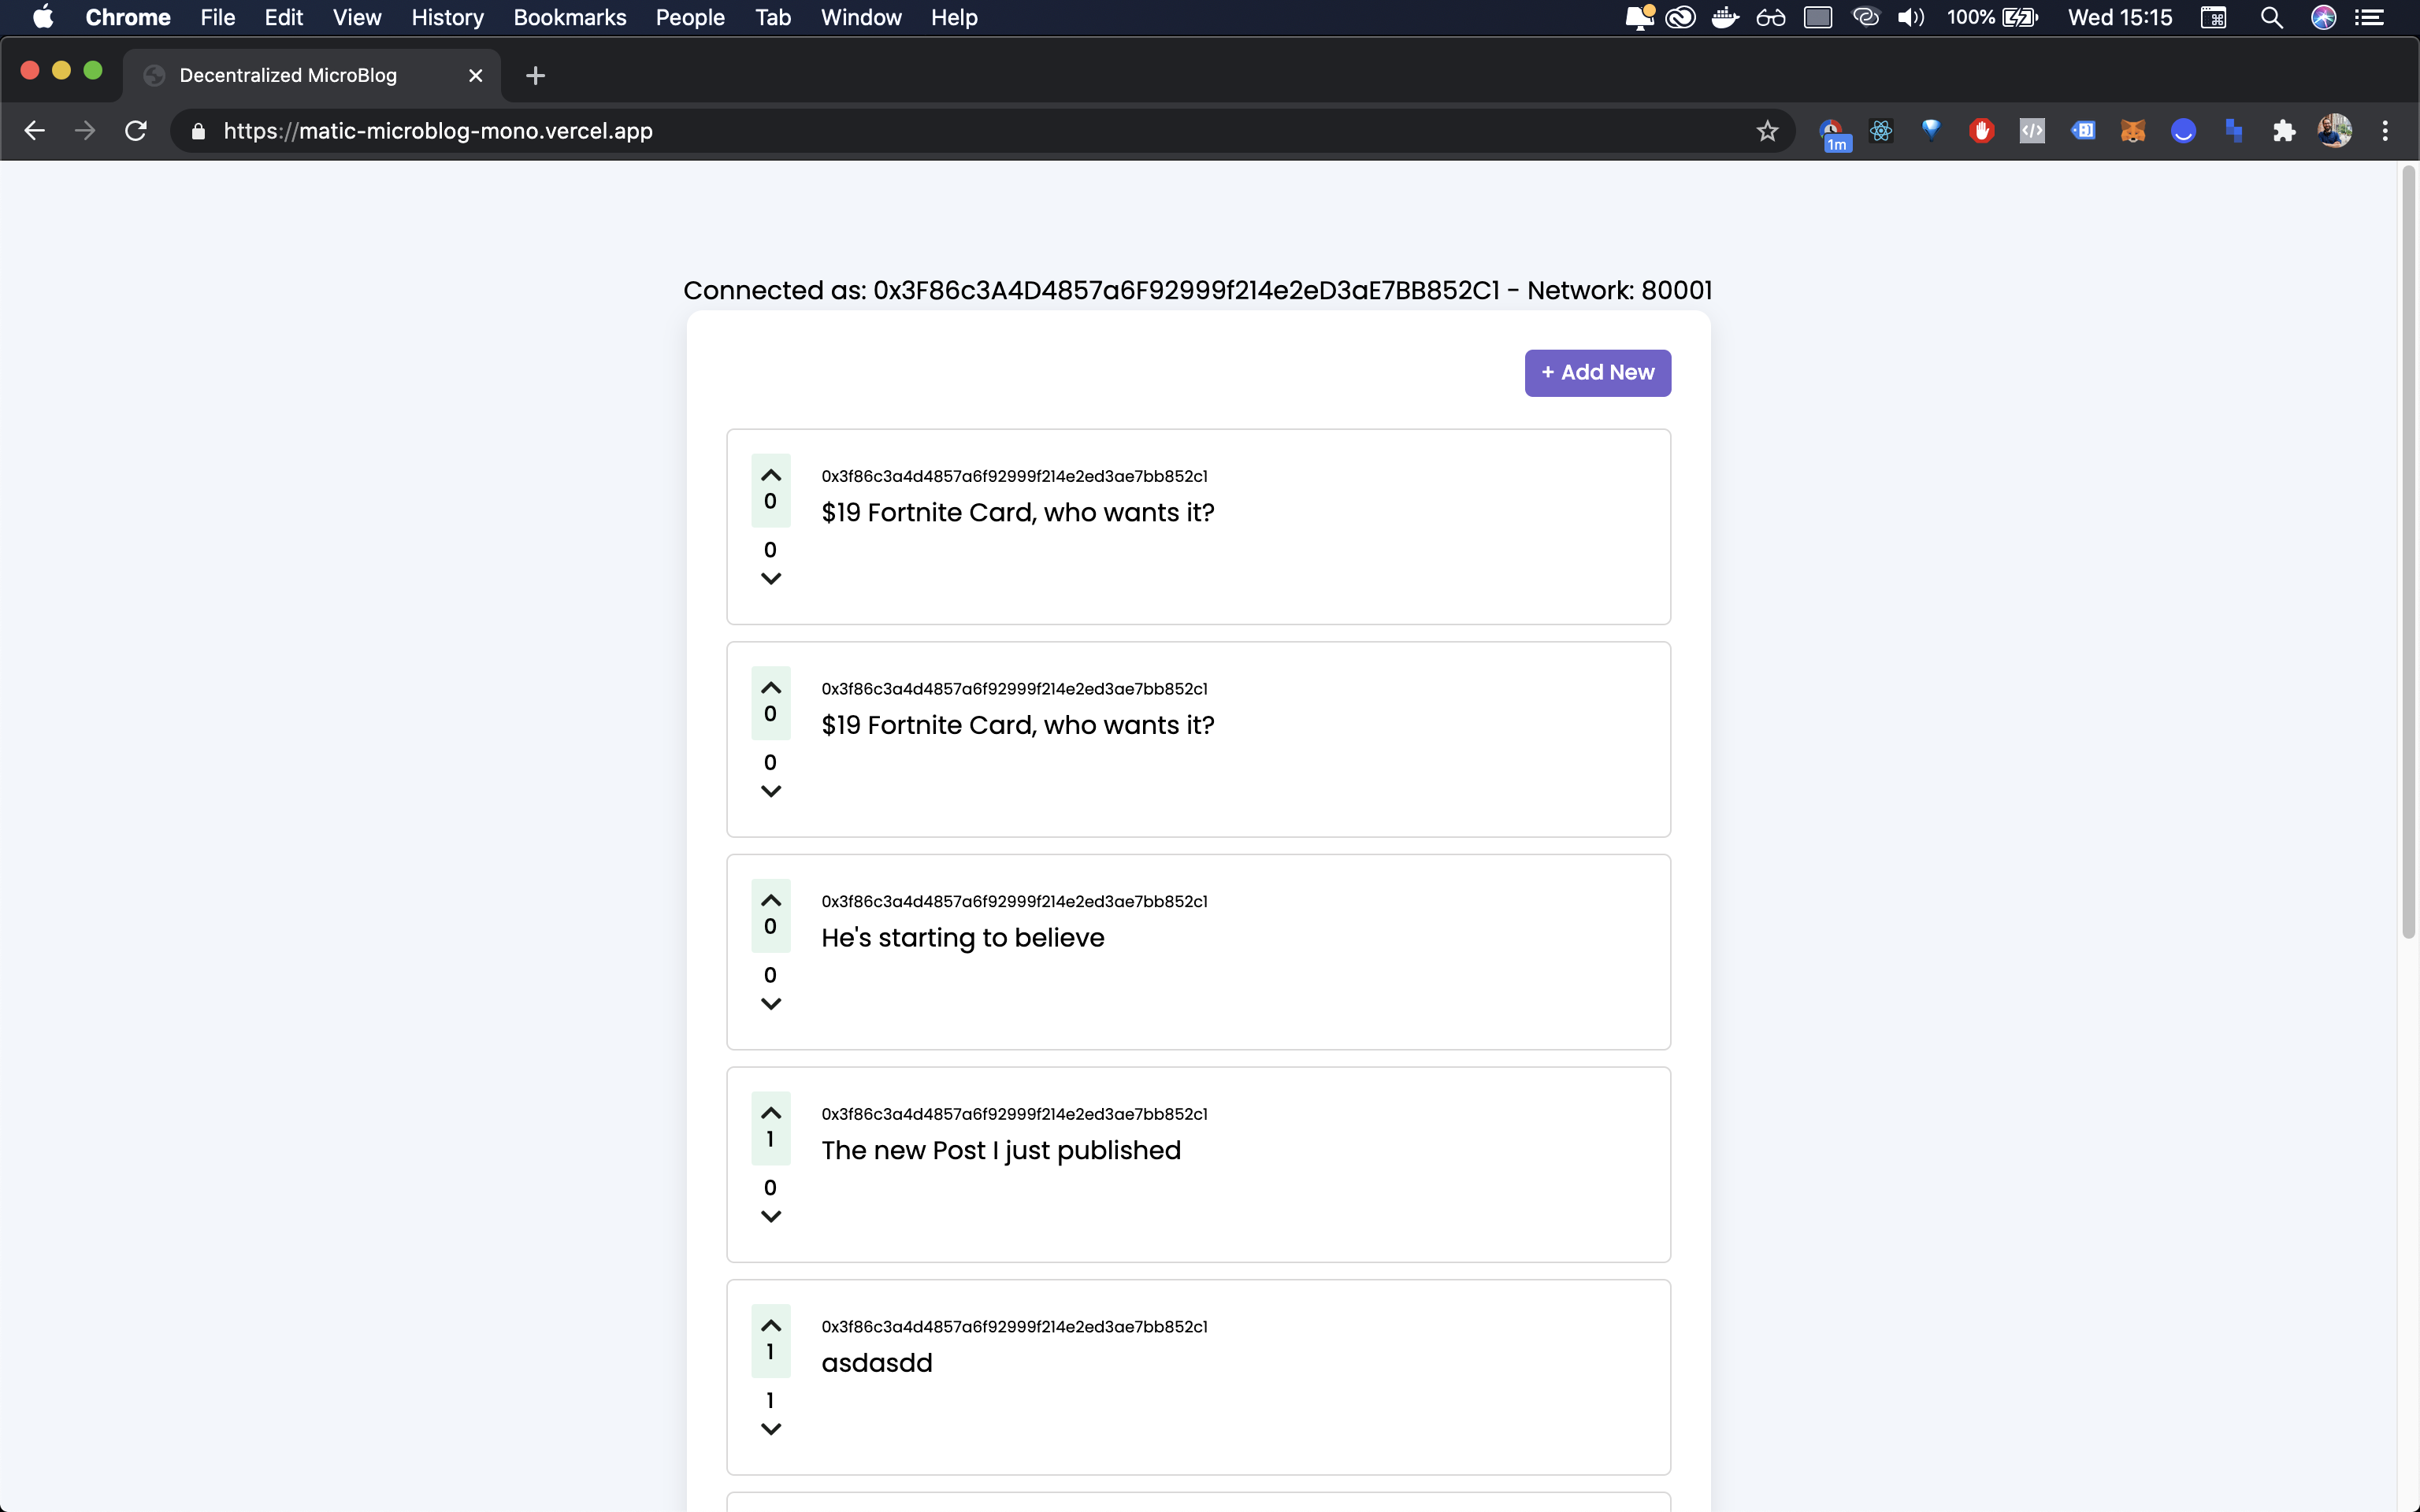 Chrome File Edit View History Bookmarks People Tab Window Help 100% Wed 15:15
Decentralized MicroBlog
https://matic-microblog-mono.vercel.app 1m
Connected as: 0x3F86c3A4D4857a6F92999f214e2eD3aE7BB852C1 - Network: 80001
+ Add New
0x3f86c3a4d4857a6f92999f214e2ed3ae7bb852c1
0
$19 Fortnite Card, who wants it?
0
0x3f86c3a4d4857a6f92999f214e2ed3ae7bb852c1
0
$19 Fortnite Card, who wants it?
0
0x3f86c3a4d4857a6f92999f214e2ed3ae7bb852c1
0
He's starting to believe
0
0x3f86c3a4d4857a6f92999f214e2ed3ae7bb852c1
1
The new Post I just published
0
0x3f86c3a4d4857a6f92999f214e2ed3ae7bb852c1
1
asdasdd
1